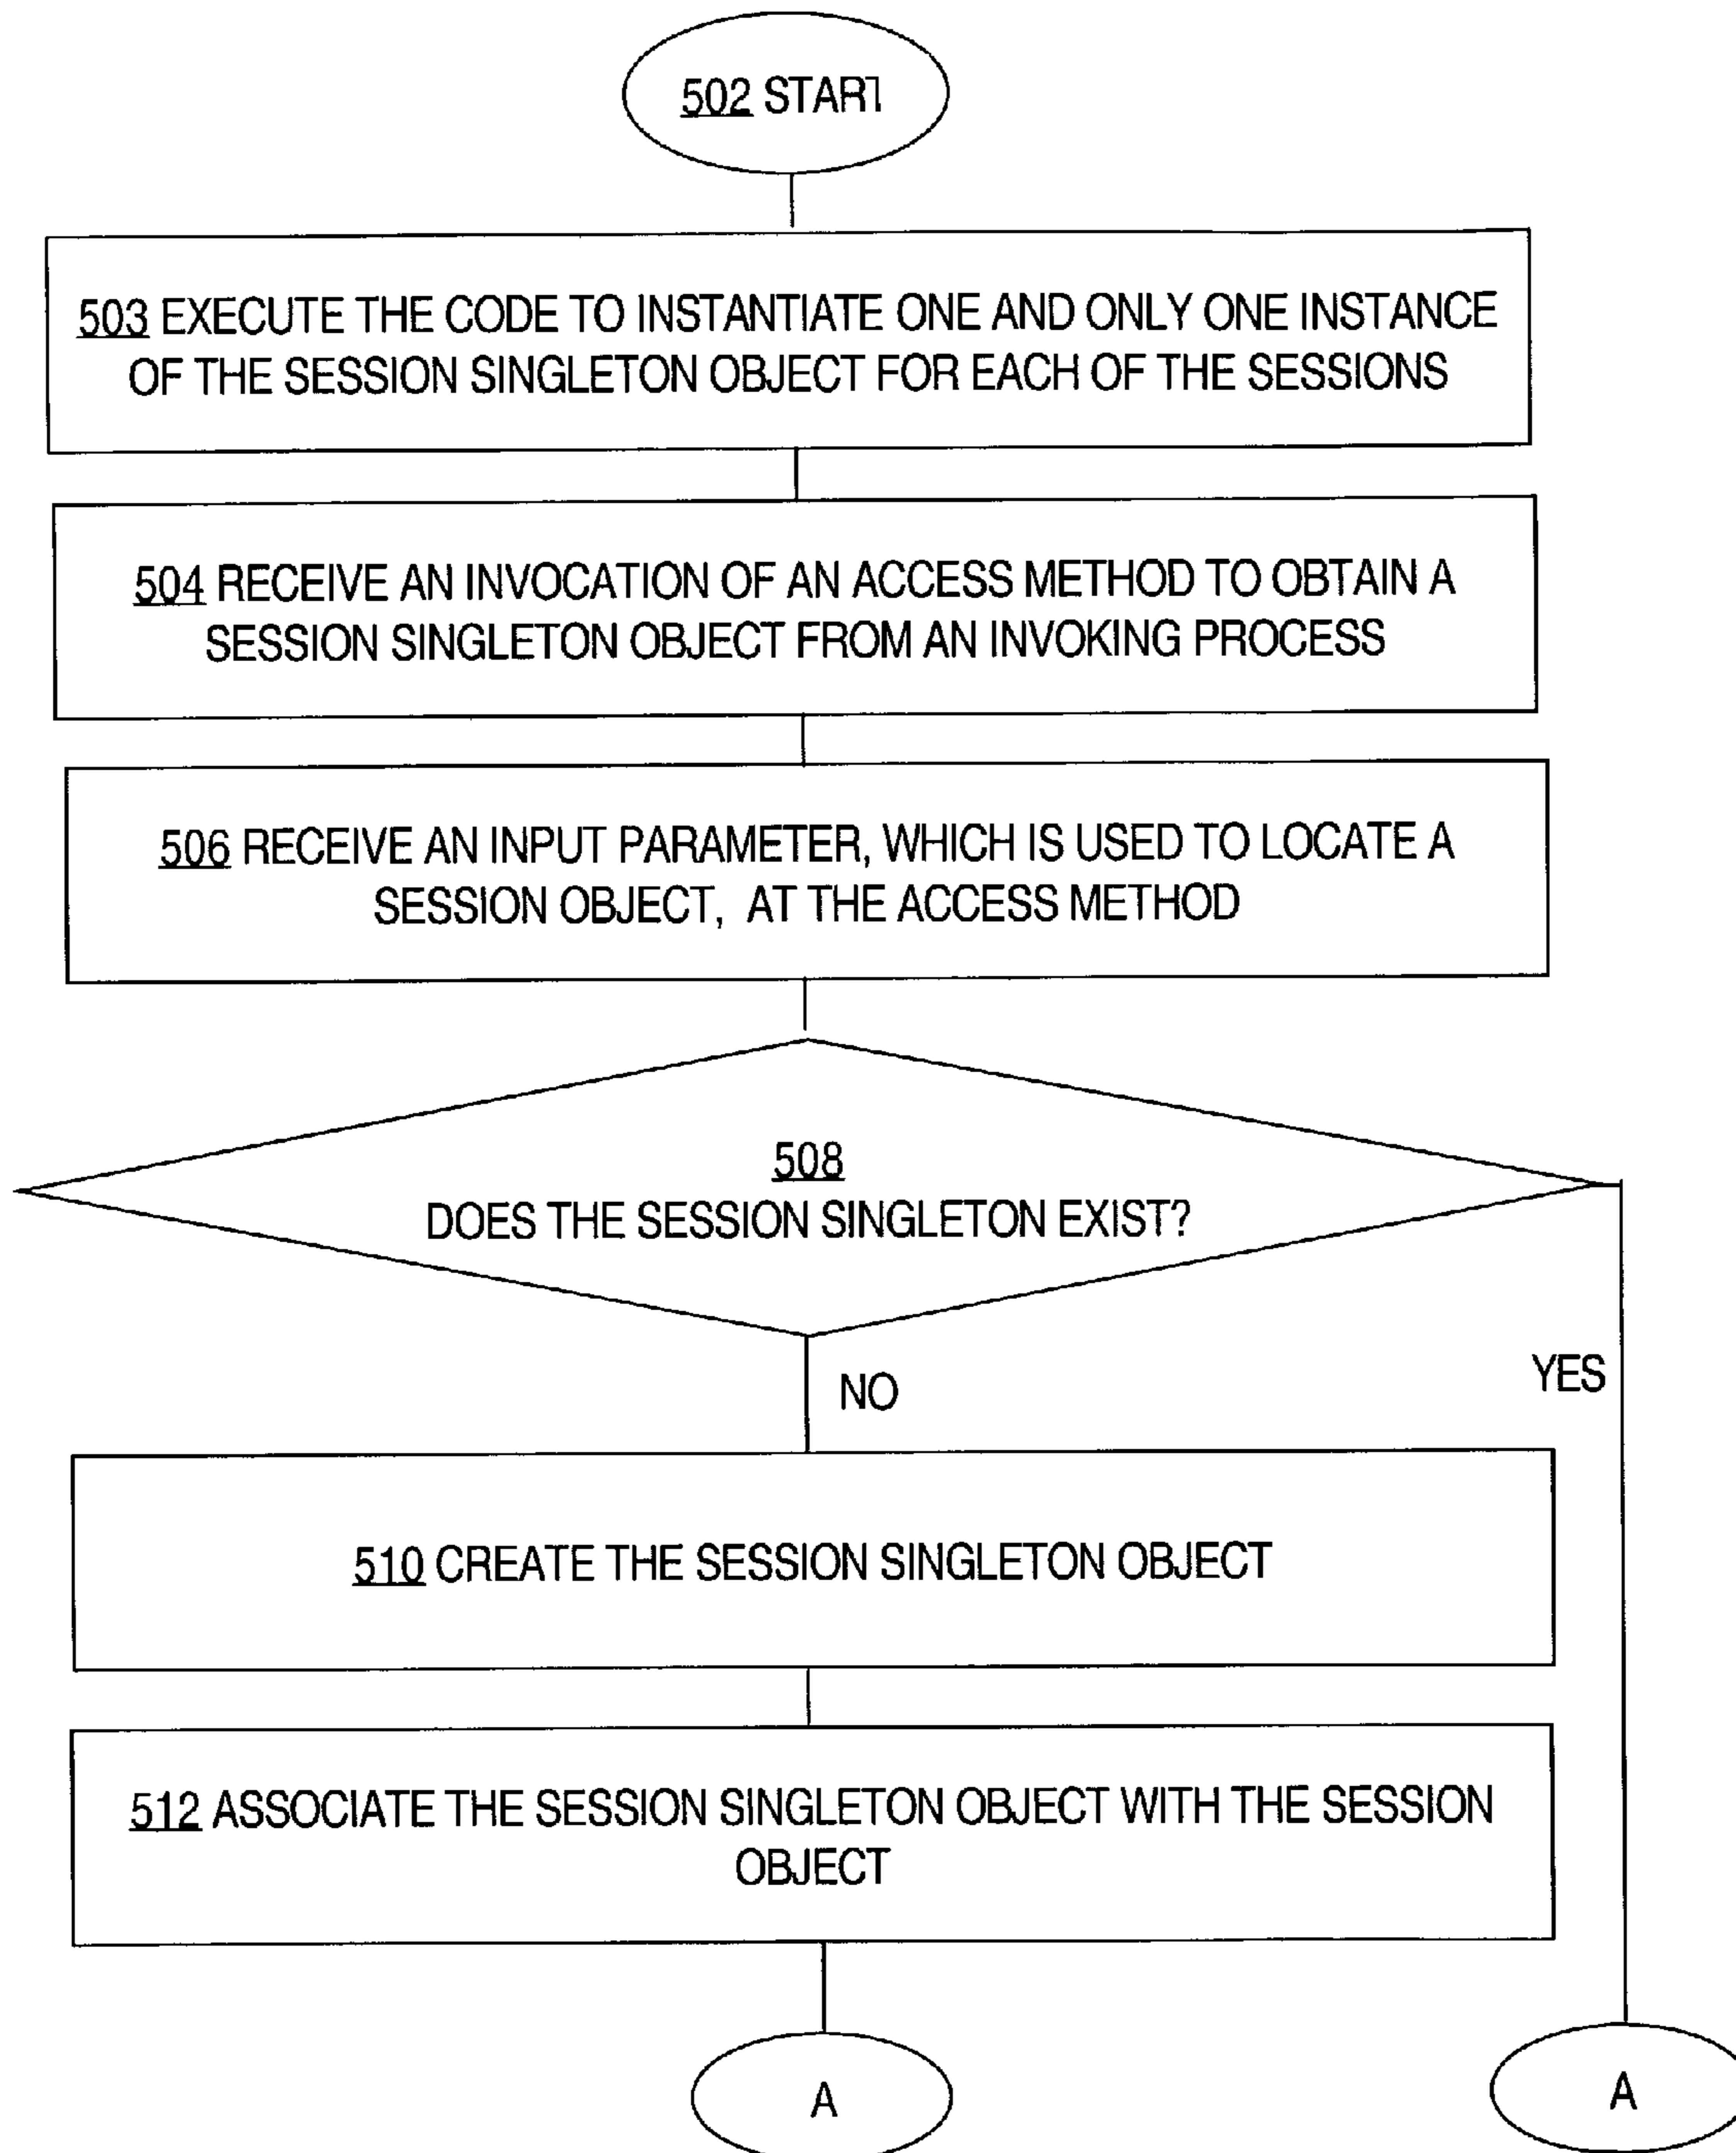 502 START
503 EXECUTE THE CODE TO INSTANTIATE ONE AND ONLY ONE INSTANCE
OF THE SESSION SINGLETON OBJECT FOR EACH OF THE SESSIONS
504 RECEIVE AN INVOCATION OF AN ACCESS METHOD TO OBTAIN A
SESSION SINGLETON OBJECT FROM AN INVOKING PROCESS
506 RECEIVE AN INPUT PARAMETER, WHICH IS USED TO LOCATE A
SESSION OBJECT, AT THE ACCESS METHOD
508
DOES THE SESSION SINGLETON EXIST?
NO
YES
510 CREATE THE SESSION SINGLETON OBJECT
512 ASSOCIATE THE SESSION SINGLETON OBJECT WITH THE SESSION
OBJECT
A
A